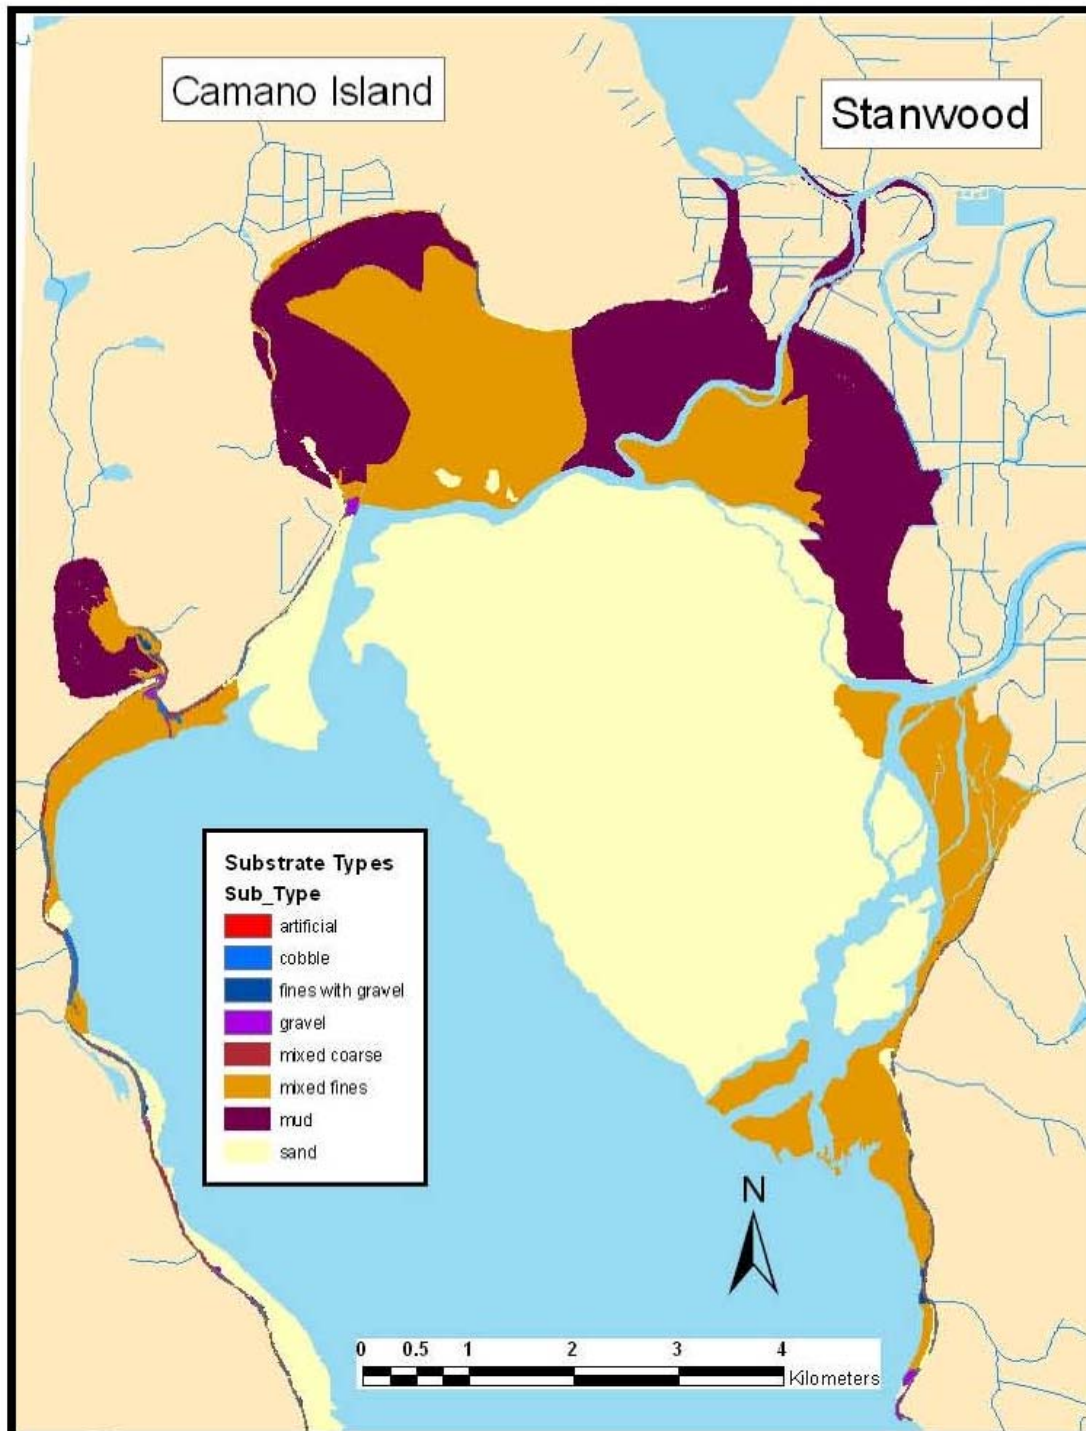 Camano Island
Stanwood
Substrate Types
Sub_Type
artificial
cobble
fines with gravel
gravel
mixed coarse
mixed fines
mud
sand
N
0 0.5 1 2 3 4
Kilometers